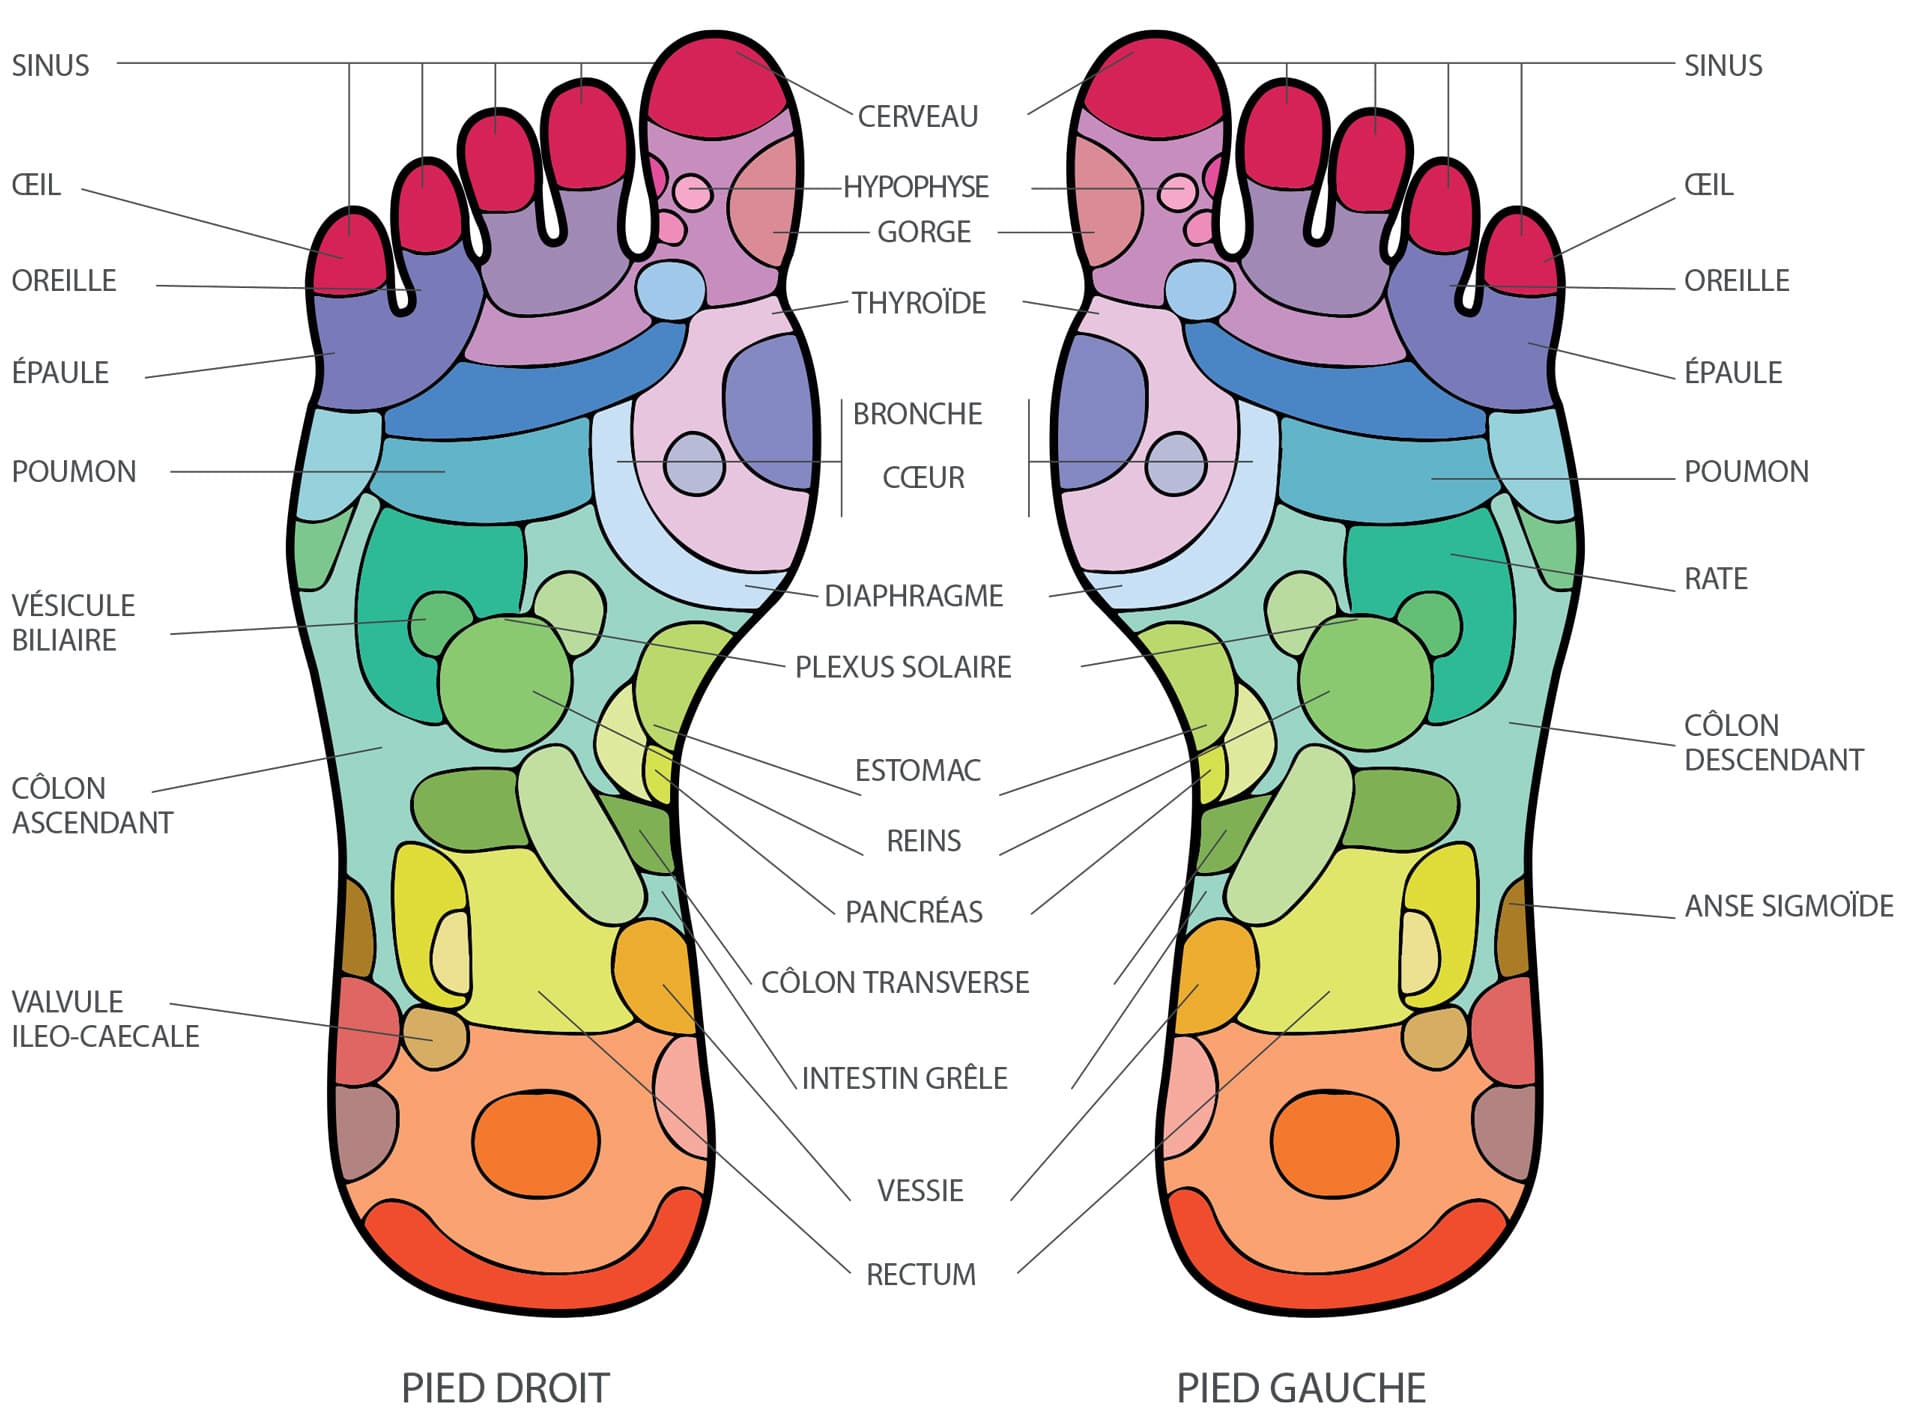 SINUS
ŒIL
OREILLE
ÉPAULE
POUMON
VÉSICULE
BILIAIRE
CÔLON
ASCENDANT
VALVULE
ILEO-CAECALE
CERVEAU
HYPOPHYSE
GORGE
THYROÏDE
BRONCHE
CŒUR
DIAPHRAGME
PLEXUS SOLAIRE
ESTOMAC
REINS
PANCRÉAS
CÔLON TRANSVERSE
INTESTIN GRÊLE
VESSIE
RECTUM
SINUS
ŒIL
OREILLE
ÉPAULE
POUMON
RATE
CÔLON
DESCENDANT
ANSE SIGMOÏDE
PIED DROIT
PIED GAUCHE